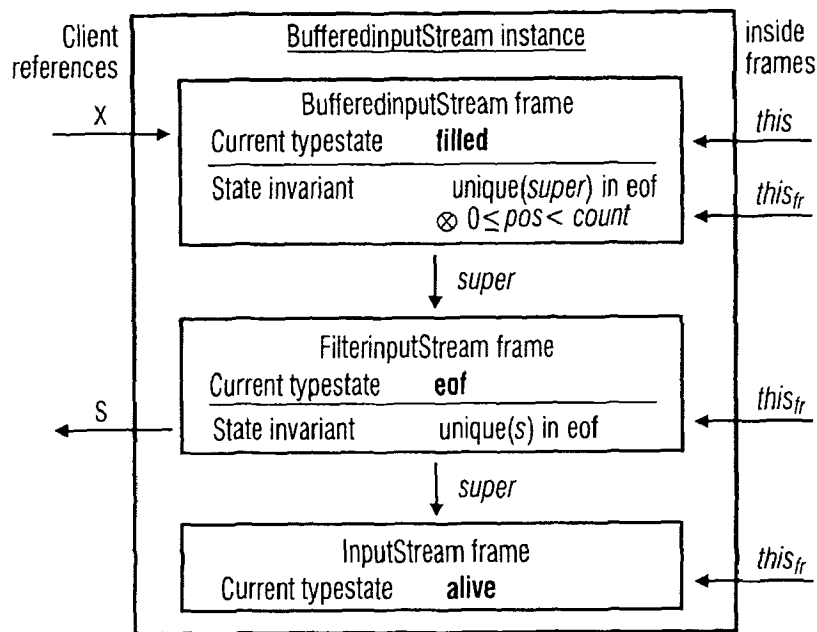 Client references
BufferedinputStream instance
inside frames
X
BufferedinputStream frame
Current typestate filled
this
State invariant unique(super) in eof
⊗ 0≤pos< count
this_fr
super
FilterinputStream frame
Current typestate eof
S
State invariant unique(s) in eof
this_fr
super
InputStream frame
Current typestate alive
this_fr